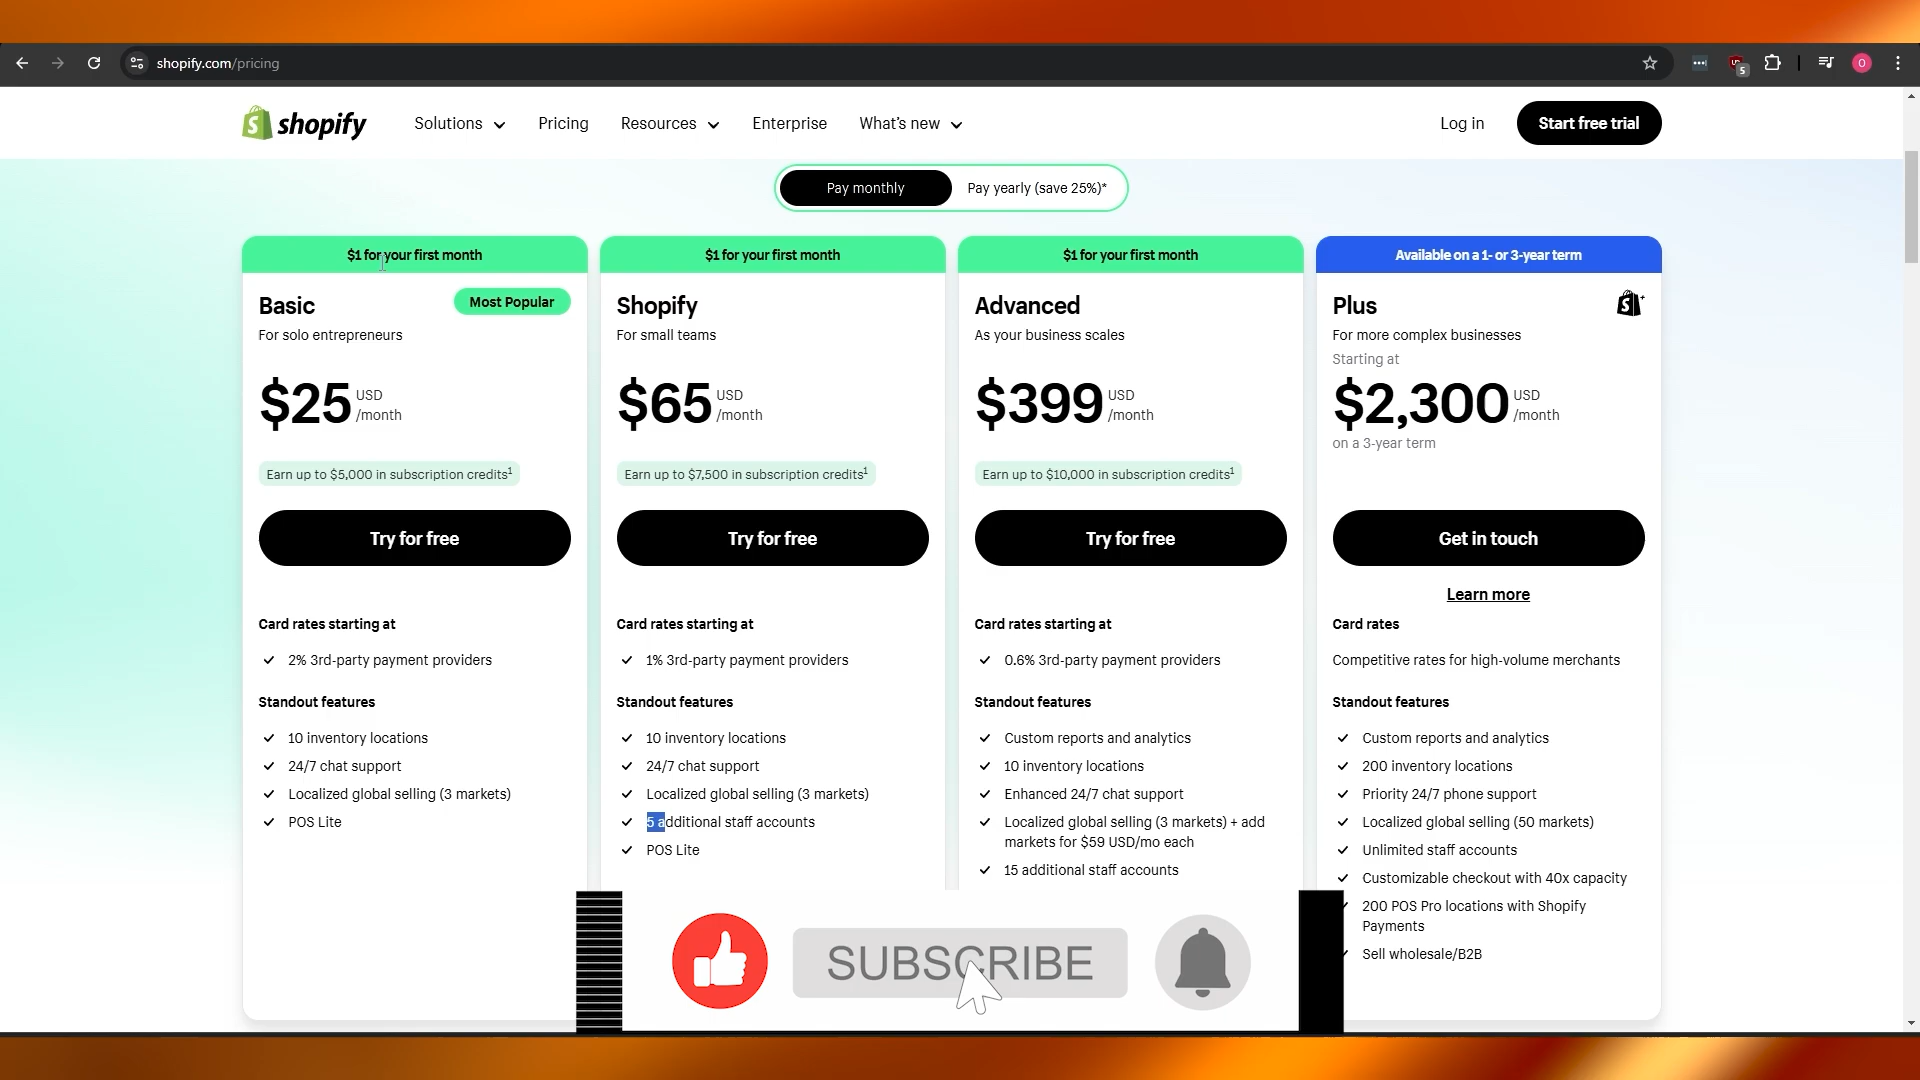 shopify.com/pricing
5
O
shopify
Solutions
Pricing
Resources
Enterprise
What's new
Log in
Start free trial
Pay monthly
Pay yearly (save 25%)*
$1 for your first month
Basic
Most Popular
For solo entrepreneurs
$25 USD
/month
Earn up to $5,000 in subscription credits1
Try for free
Card rates starting at
2% 3rd-party payment providers
Standout features
10 inventory locations
24/7 chat support
Localized global selling (3 markets)
POS Lite
$1 for your first month
Shopify
For small teams
$65 USD
/month
Earn up to $7,500 in subscription credits1
Try for free
Card rates starting at
1% 3rd-party payment providers
Standout features
10 inventory locations
24/7 chat support
Localized global selling (3 markets)
5 additional staff accounts
POS Lite
$1 for your first month
Advanced
As your business scales
$399 USD
/month
Earn up to $10,000 in subscription credits1
Try for free
Card rates starting at
0.6% 3rd-party payment providers
Standout features
Custom reports and analytics
10 inventory locations
Enhanced 24/7 chat support
Localized global selling (3 markets) + add
markets for $59 USD/mo each
15 additional staff accounts
Available on a 1- or 3-year term
Plus
For more complex businesses
Starting at
$2,300 USD
/month
on a 3-year term
Get in touch
Learn more
Card rates
Competitive rates for high-volume merchants
Standout features
Custom reports and analytics
200 inventory locations
Priority 24/7 phone support
Localized global selling (50 markets)
Unlimited staff accounts
Customizable checkout with 40x capacity
200 POS Pro locations with Shopify
Payments
Sell wholesale/B2B
SUBSCRIBE